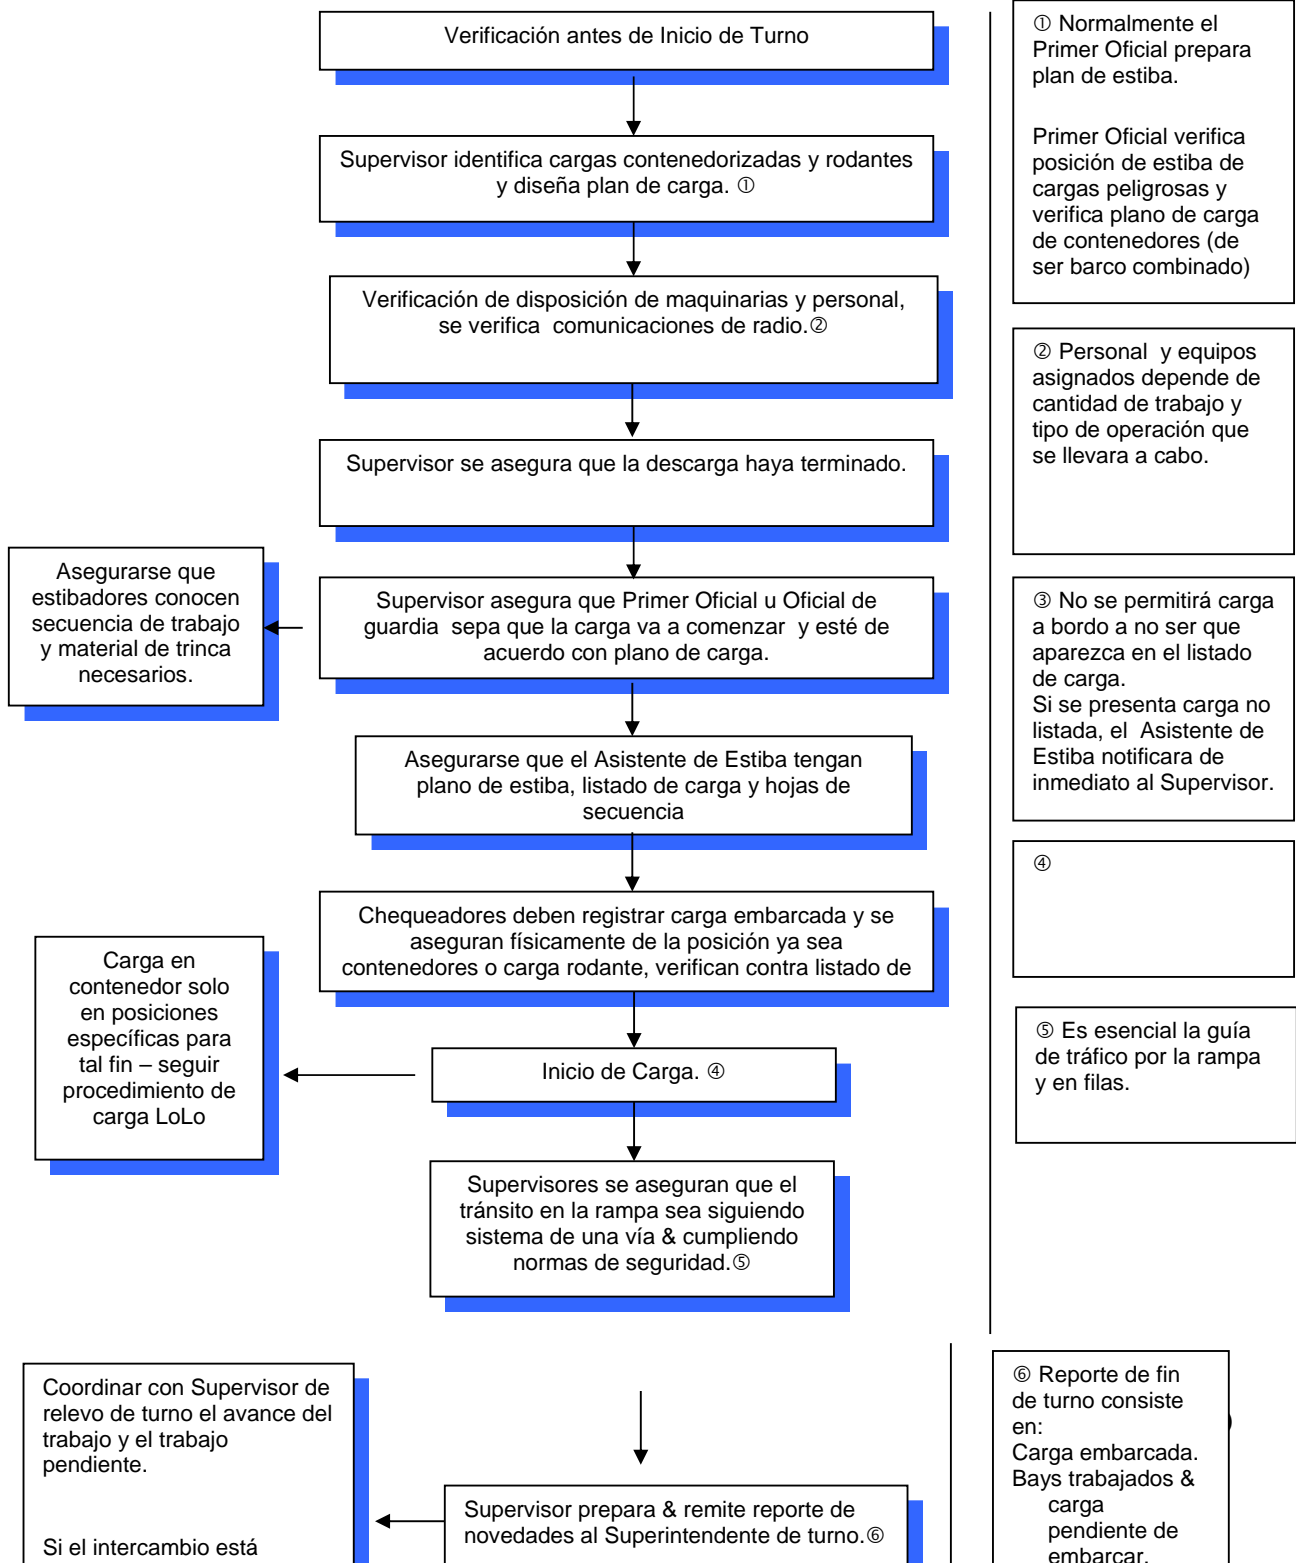 Verificación antes de Inicio de Turno
Supervisor identifica cargas contenedorizadas y rodantes
y diseña plan de carga. ①
Verificación de disposición de maquinarias y personal,
se verifica comunicaciones de radio.②
Supervisor se asegura que la descarga haya terminado.
Asegurarse que
estibadores conocen
secuencia de trabajo
y material de trinca
necesarios.
Supervisor asegura que Primer Oficial u Oficial de
guardia sepa que la carga va a comenzar y esté de
acuerdo con plano de carga.
Asegurarse que el Asistente de Estiba tengan
plano de estiba, listado de carga y hojas de
secuencia
Chequeadores deben registrar carga embarcada y se
aseguran físicamente de la posición ya sea
contenedores o carga rodante, verifican contra listado de
Carga en
contenedor solo
en posiciones
específicas para
tal fin – seguir
procedimiento de
carga LoLo
Inicio de Carga. ④
Supervisores se aseguran que el
tránsito en la rampa sea siguiendo
sistema de una vía & cumpliendo
normas de seguridad.⑤
① Normalmente el
Primer Oficial prepara
plan de estiba.
Primer Oficial verifica
posición de estiba de
cargas peligrosas y
verifica plano de carga
de contenedores (de
ser barco combinado)
② Personal y equipos
asignados depende de
cantidad de trabajo y
tipo de operación que
se llevara a cabo.
③ No se permitirá carga
a bordo a no ser que
aparezca en el listado
de carga.
Si se presenta carga no
listada, el Asistente de
Estiba notificara de
inmediato al Supervisor.
④
⑤ Es esencial la guía
de tráfico por la rampa
y en filas.
Coordinar con Supervisor de
relevo de turno el avance del
trabajo y el trabajo
pendiente.
Si el intercambio está
Supervisor prepara & remite reporte de
novedades al Superintendente de turno.⑥
⑥ Reporte de fin
de turno consiste
en:
Carga embarcada.
Bays trabajados &
carga
pendiente de
embarcar.